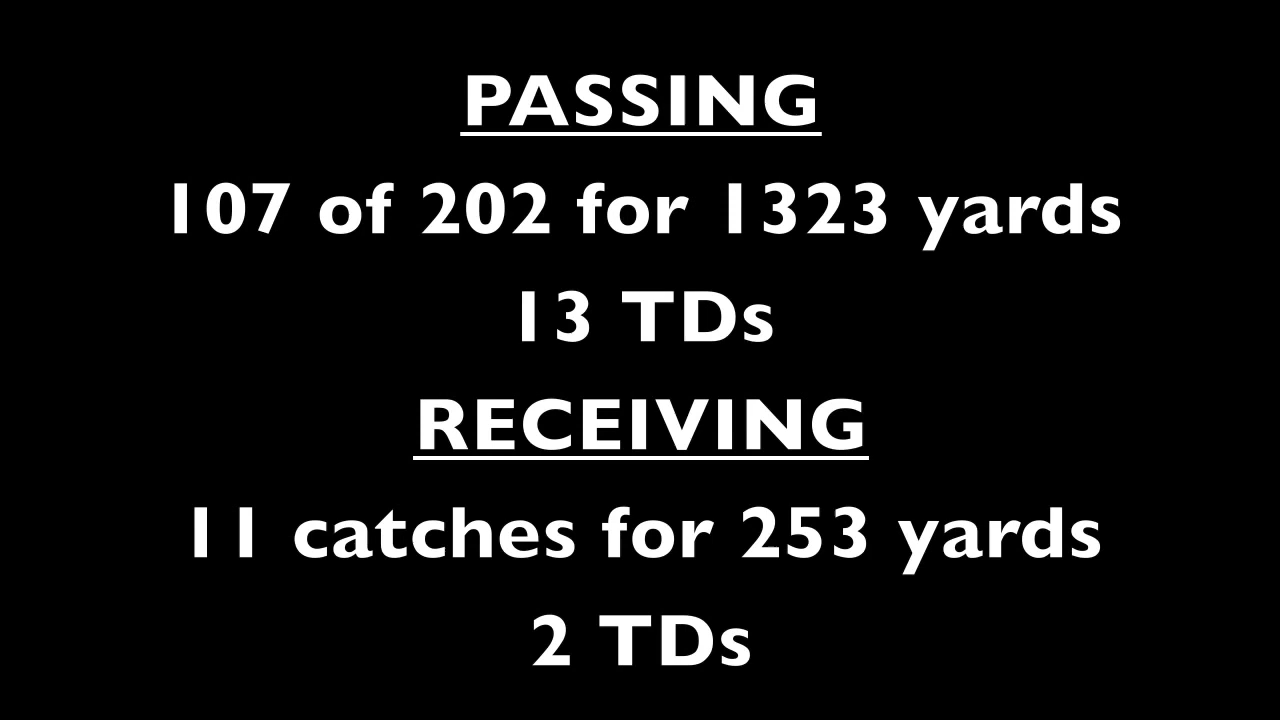 PASSING
107 of 202 for 1323 yards
13 TDs
RECEIVING
11 catches for 253 yards
2 TDs